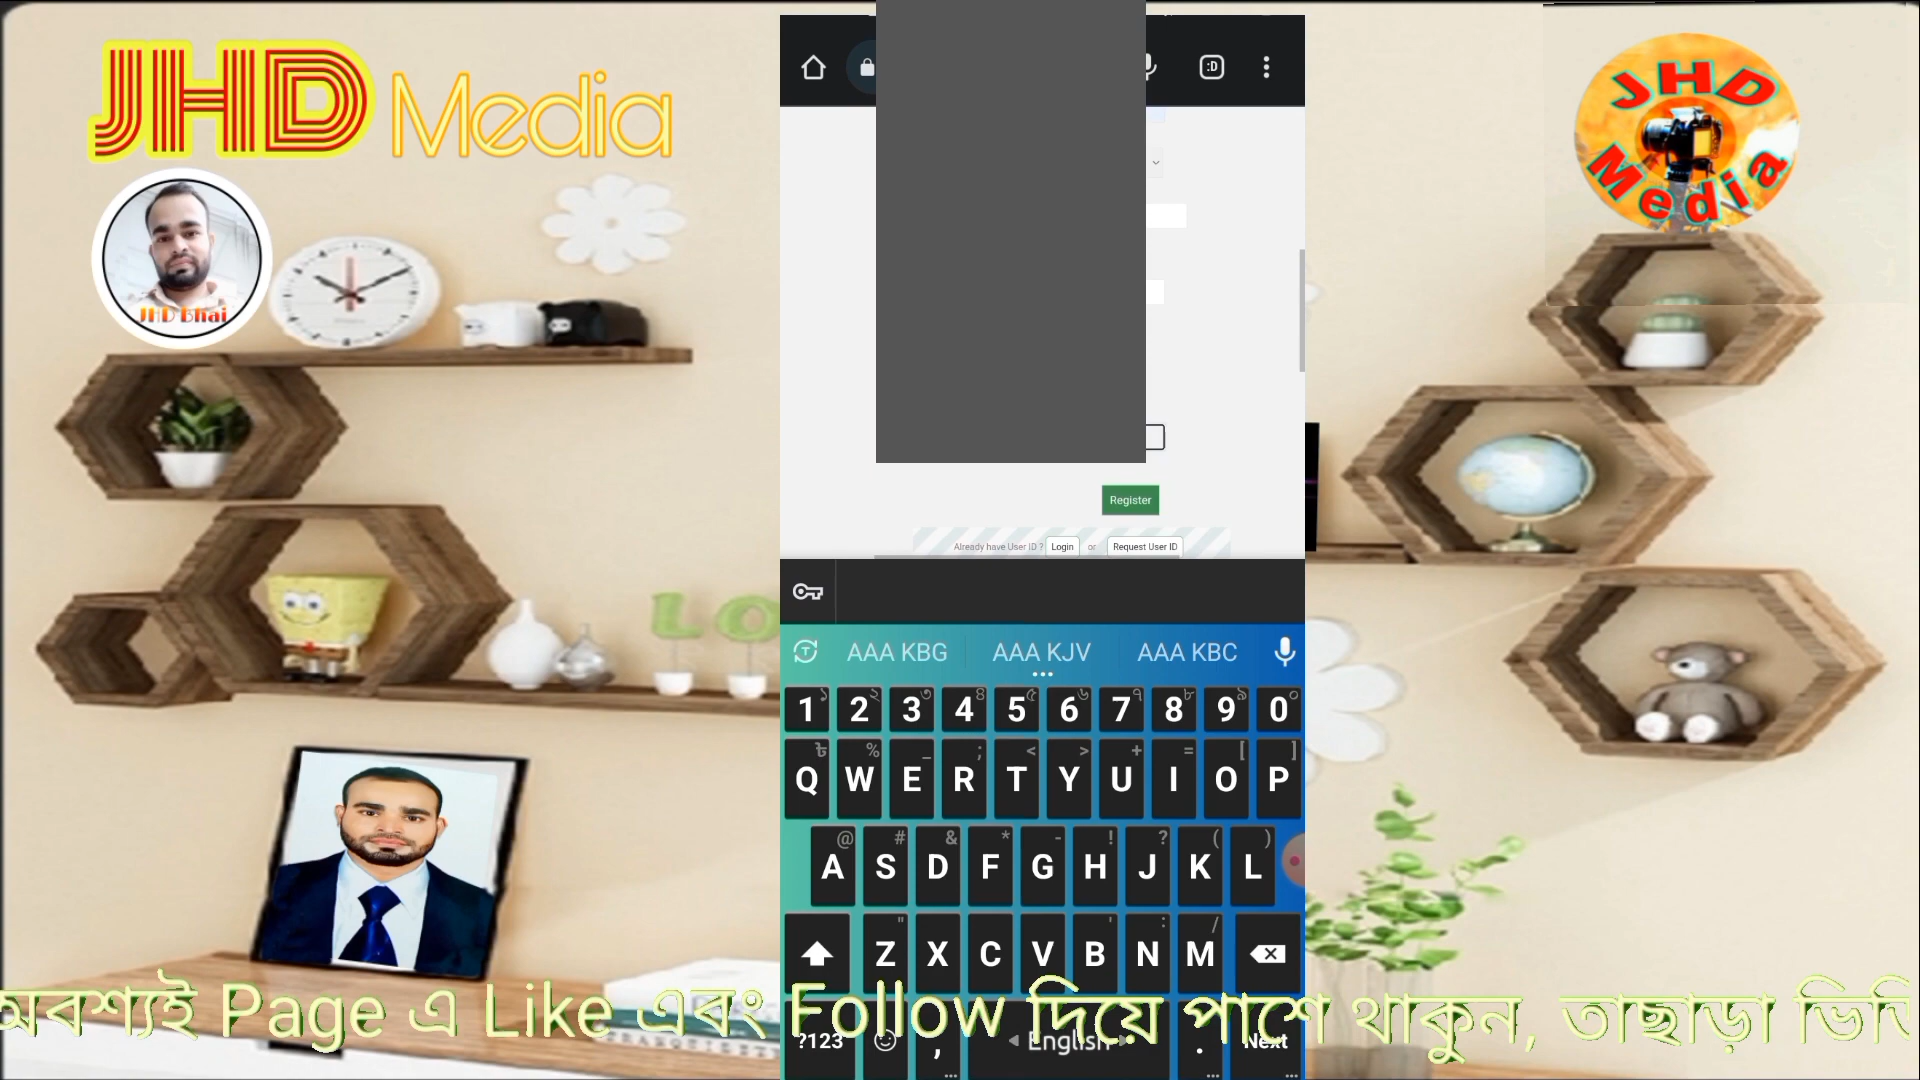 JHD Media
JHD Media
JHD Bhai
:D
Register
Already have User ID ? Login or Request User ID
AAA KBG AAA KJV AAA KBC
1 2 3 4 5 6 7 8 9 0
Q W E R T Y U I O P
A S D F G H J K L
Z X C V B N M
?123 , English . Next
LO
অবশ্যই Page এ Like এবং Follow দিয়ে পাশে থাকুন, তাছাড়া